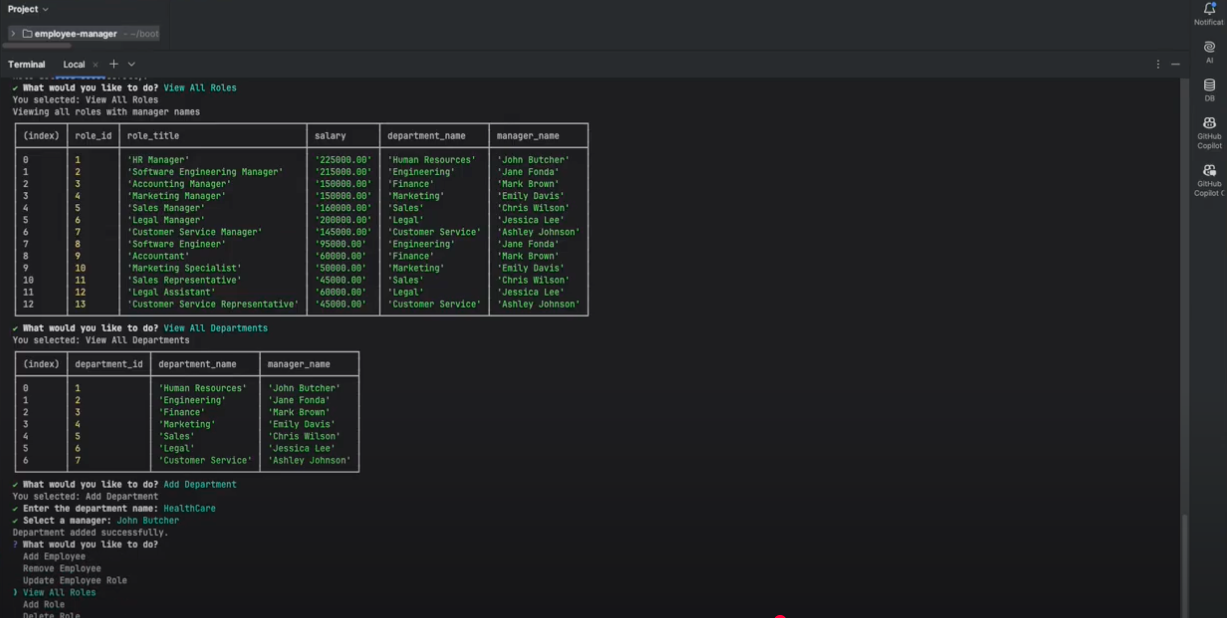 Project
employee-manager ~/boot
Terminal Local × +
✔ What would you like to do? View All Roles
You selected: View All Roles
Viewing all roles with manager names
(index) role_id role_title salary department_name manager_name
0 1 'HR Manager' '225000.00' 'Human Resources' 'John Butcher'
1 2 'Software Engineering Manager' '215000.00' 'Engineering' 'Jane Fonda'
2 3 'Accounting Manager' '150000.00' 'Finance' 'Mark Brown'
3 4 'Marketing Manager' '150000.00' 'Marketing' 'Emily Davis'
4 5 'Sales Manager' '160000.00' 'Sales' 'Chris Wilson'
5 6 'Legal Manager' '200000.00' 'Legal' 'Jessica Lee'
6 7 'Customer Service Manager' '145000.00' 'Customer Service' 'Ashley Johnson'
7 8 'Software Engineer' '95000.00' 'Engineering' 'Jane Fonda'
8 9 'Accountant' '60000.00' 'Finance' 'Mark Brown'
9 10 'Marketing Specialist' '50000.00' 'Marketing' 'Emily Davis'
10 11 'Sales Representative' '45000.00' 'Sales' 'Chris Wilson'
11 12 'Legal Assistant' '60000.00' 'Legal' 'Jessica Lee'
12 13 'Customer Service Representative' '45000.00' 'Customer Service' 'Ashley Johnson'
✔ What would you like to do? View All Departments
You selected: View All Departments
(index) department_id department_name manager_name
0 1 'Human Resources' 'John Butcher'
1 2 'Engineering' 'Jane Fonda'
2 3 'Finance' 'Mark Brown'
3 4 'Marketing' 'Emily Davis'
4 5 'Sales' 'Chris Wilson'
5 6 'Legal' 'Jessica Lee'
6 7 'Customer Service' 'Ashley Johnson'
✔ What would you like to do? Add Department
You selected: Add Department
✔ Enter the department name: HealthCare
✔ Select a manager: John Butcher
Department added successfully.
? What would you like to do?
Add Employee
Remove Employee
Update Employee Role
❯ View All Roles
Add Role
Delete Role
Notificat
AI
DB
GitHub
Copilot
GitHub
Copilot C